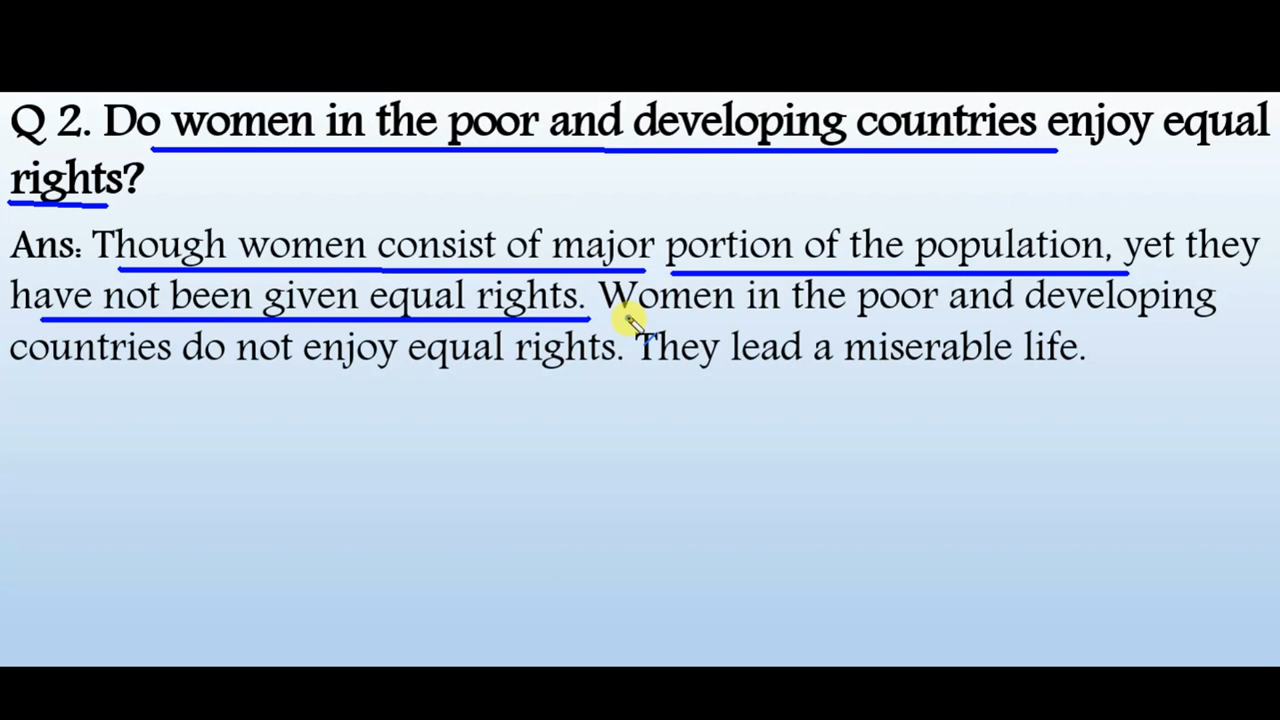 Q 2. Do women in the poor and developing countries enjoy equal
rights?
Ans: Though women consist of major portion of the population, yet they
have not been given equal rights. Women in the poor and developing
countries do not enjoy equal rights. They lead a miserable life.